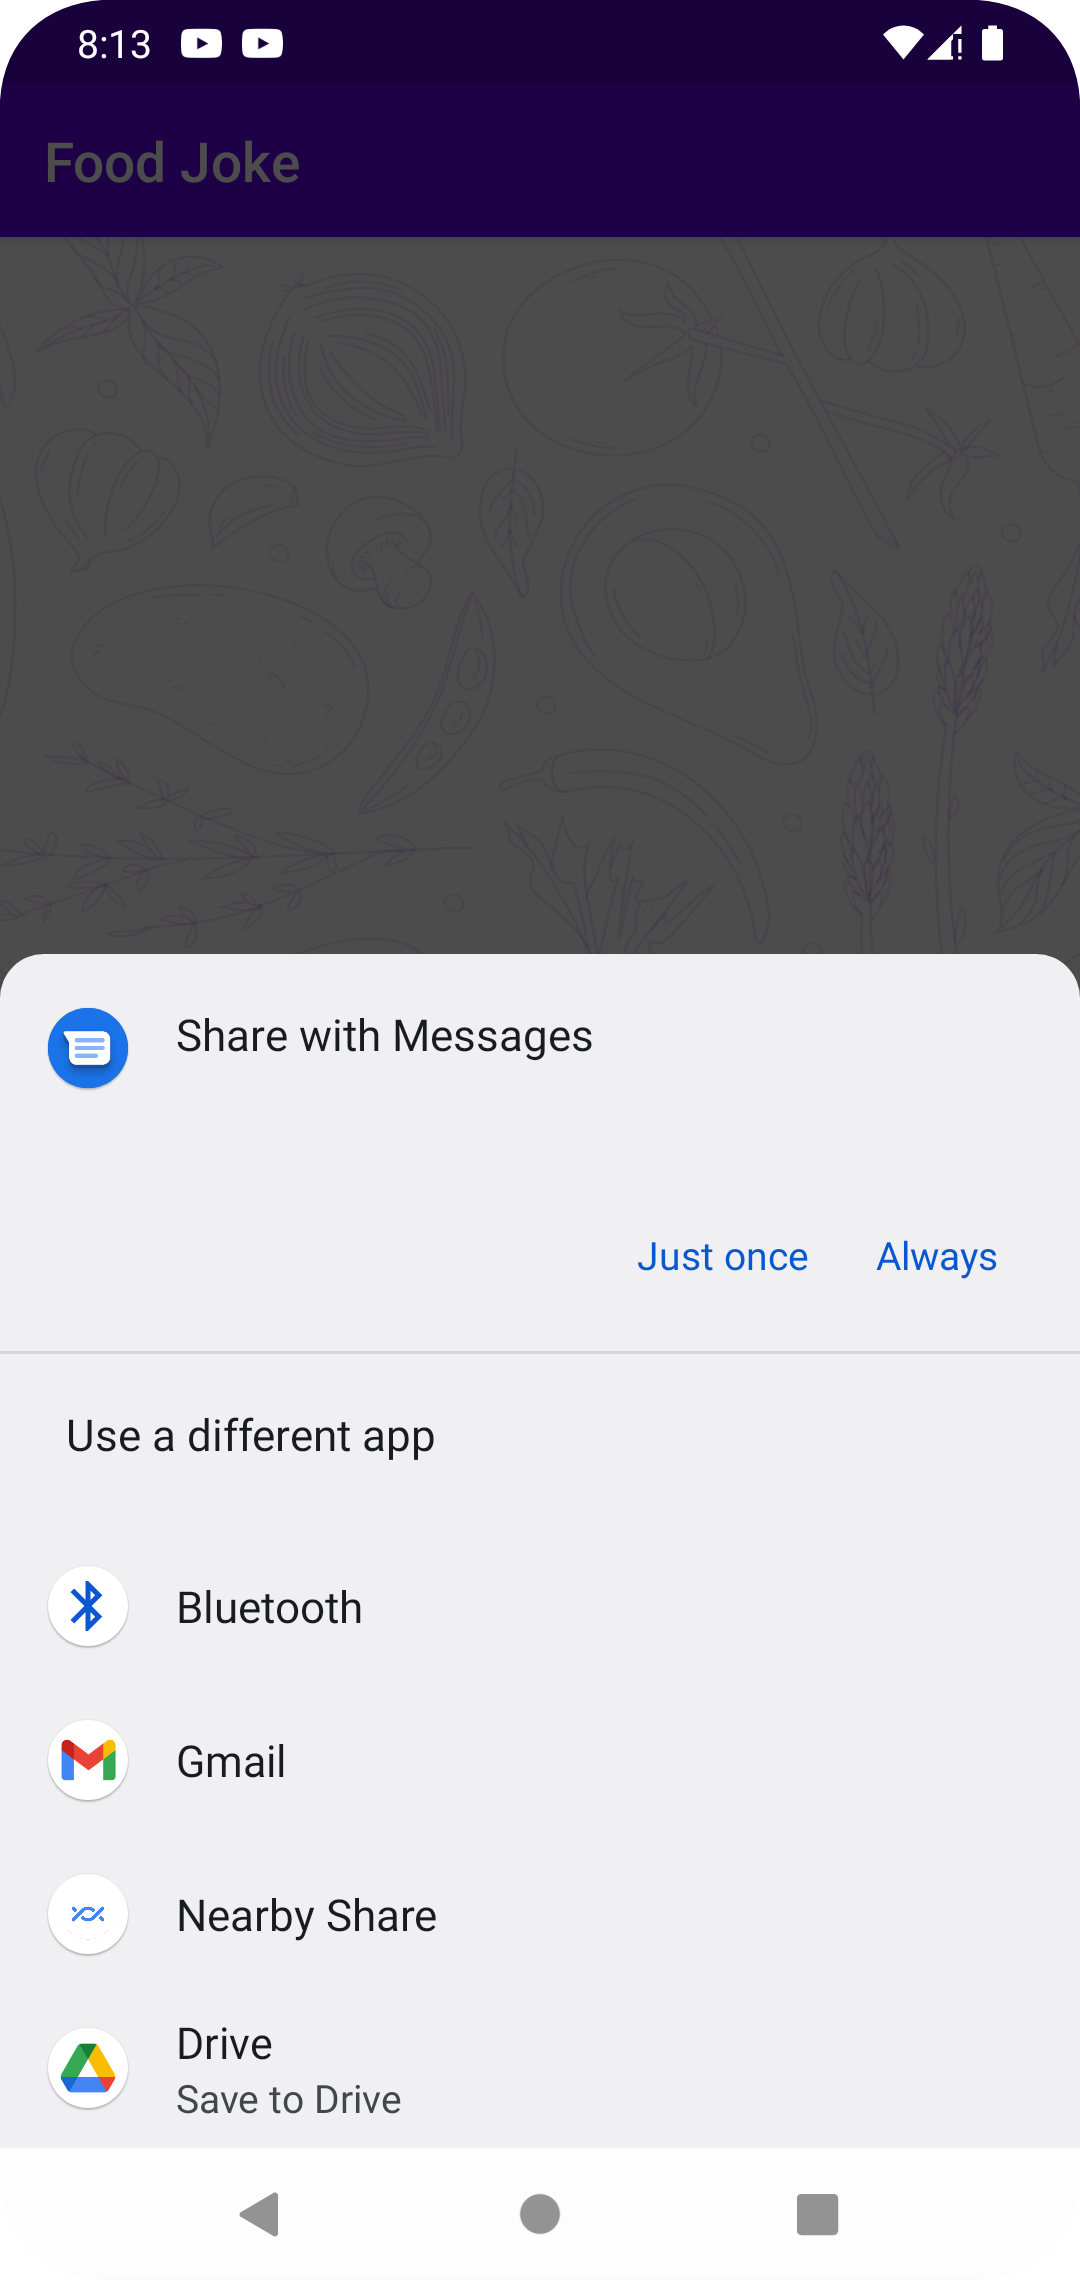 8:13
Food Joke
Share with Messages
Just once
Always
Use a different app
Bluetooth
Gmail
Nearby Share
Drive
Save to Drive